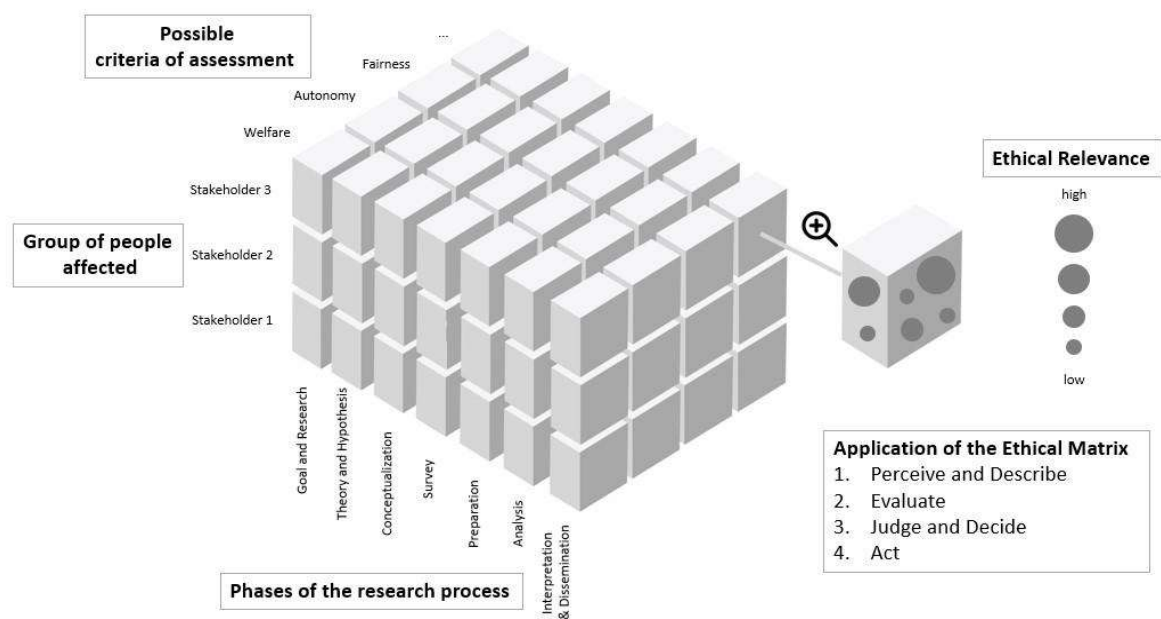 Possible
criteria of assessment
...
Fairness
Autonomy
Welfare
Stakeholder 3
Group of people
affected
Stakeholder 2
Stakeholder 1
Goal and Research
Theory and Hypothesis
Conceptualization
Survey
Preparation
Analysis
Interpretation
& Dissemination
Phases of the research process
Ethical Relevance
high
low
Application of the Ethical Matrix
1. Perceive and Describe
2. Evaluate
3. Judge and Decide
4. Act